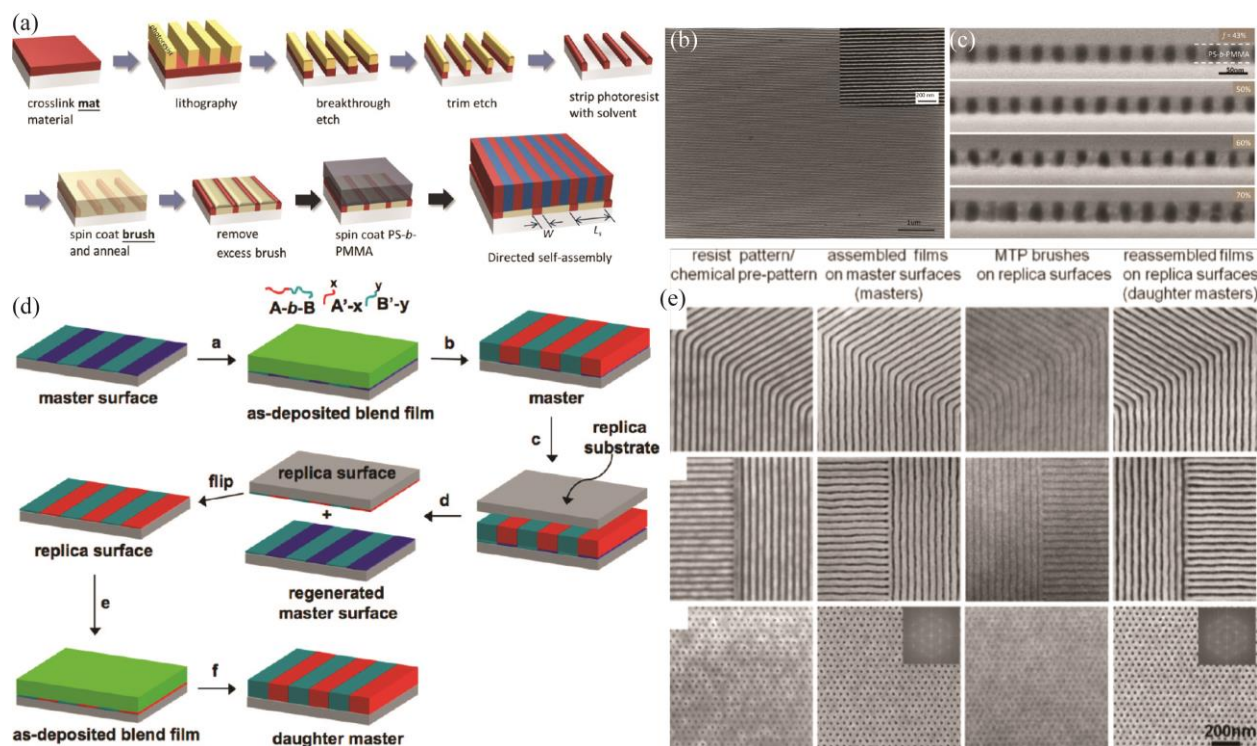 (a)
photoresist
crosslink mat
material
lithography
breakthrough
etch
trim etch
strip photoresist
with solvent
spin coat brush
and anneal
remove
excess brush
spin coat PS-b-
PMMA
W
Ls
Directed self-assembly
(b)
200 nm
1um
(c)
f = 43%
PS-b-PMMA
50nm
50%
60%
70%
(d)
x y
A-b-B A'-x B'-y
master surface
a
as-deposited blend film
b
master
c
replica
substrate
d
replica surface
+
regenerated
master surface
flip
replica surface
e
as-deposited blend film
f
daughter master
resist pattern/
chemical pre-pattern
assembled films
on master surfaces
(masters)
MTP brushes
on replica surfaces
reassembled films
on replica surfaces
(daughter masters)
(e)
200nm